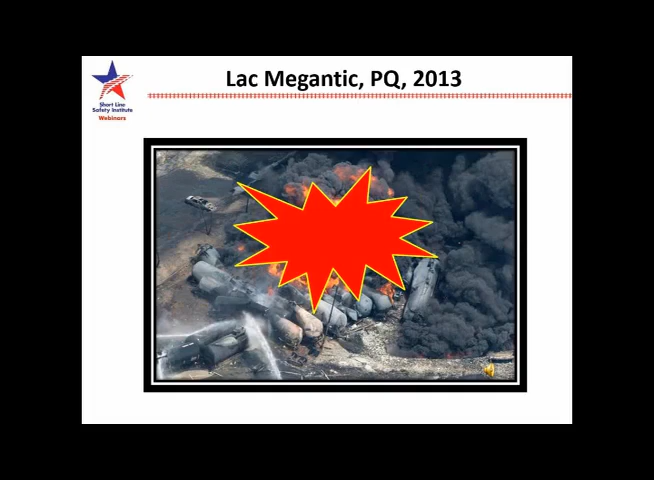 Lac Megantic, PQ, 2013
Short Line
Safety Institute
Webinars